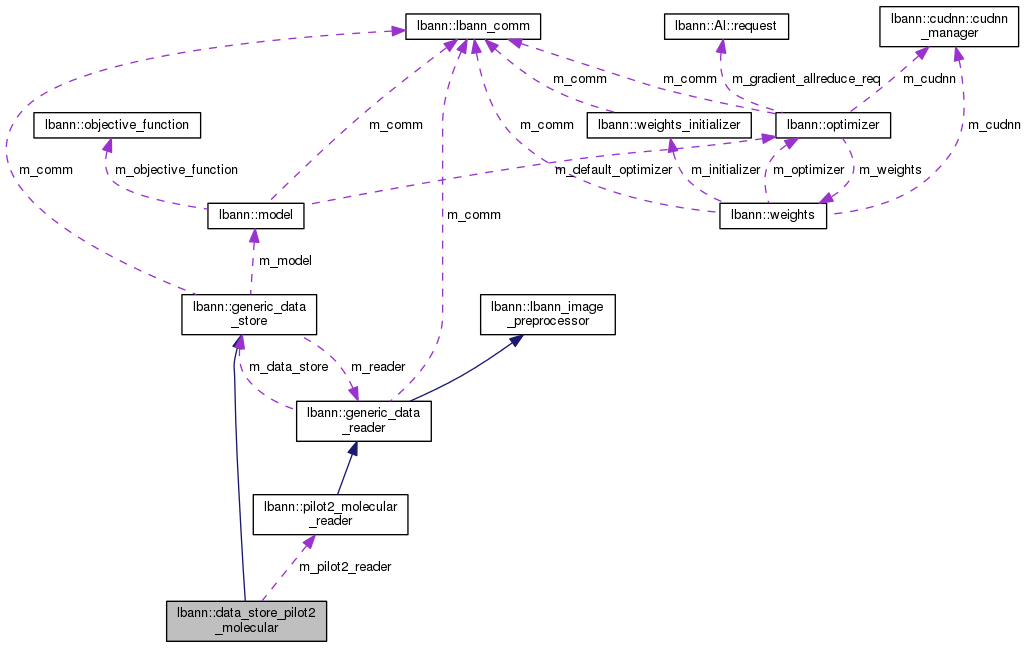 lbann::lbann_comm
lbann::Al::request
lbann::cudnn::cudnn
_manager
m_comm
m_comm
m_gradient_allreduce_req
m_cudnn
lbann::objective_function
m_comm
m_comm
lbann::weights_initializer
lbann::optimizer
m_cudnn
m_comm
m_objective_function
m_default_optimizer
m_initializer
m_optimizer
m_weights
lbann::model
m_comm
lbann::weights
m_model
lbann::generic_data
_store
lbann::lbann_image
_preprocessor
m_data_store
m_reader
lbann::generic_data
_reader
lbann::pilot2_molecular
_reader
m_pilot2_reader
lbann::data_store_pilot2
_molecular